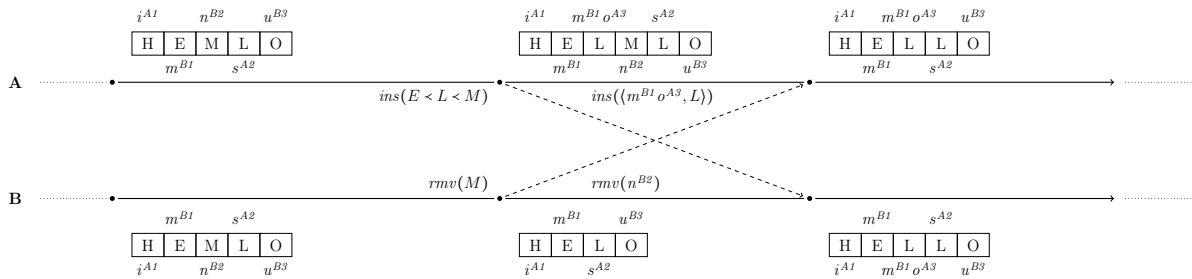 i^{A1} n^{B2} u^{B3} i^{A1} m^{B1}o^{A3} s^{A2} i^{A1} m^{B1}o^{A3} u^{B3}
H E M L O H E L M L O H E L L O
m^{B1} s^{A2} m^{B1} n^{B2} u^{B3} m^{B1} s^{A2}
A
ins(E < L < M) ins(⟨m^{B1}o^{A3}, L⟩)
rmv(M) rmv(n^{B2})
B
m^{B1} s^{A2} m^{B1} u^{B3} m^{B1} s^{A2}
H E M L O H E L O H E L L O
i^{A1} n^{B2} u^{B3} i^{A1} s^{A2} i^{A1} m^{B1}o^{A3} u^{B3}